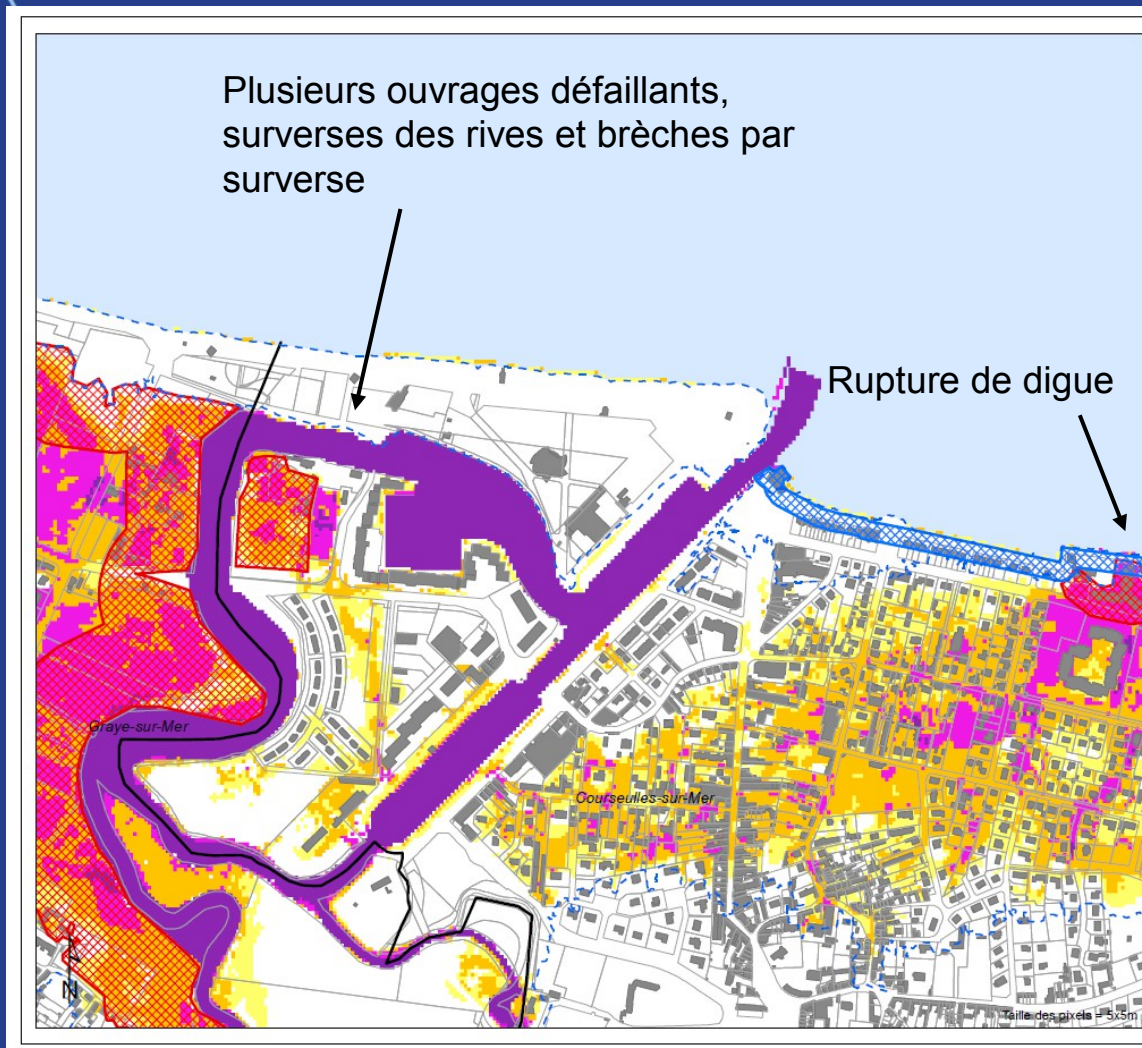 Plusieurs ouvrages défaillants,
surverses des rives et brèches par
surverse
Rupture de digue
Graye-sur-Mer
Courseulles-sur-Mer
N
Taille des pixels = 5x5m